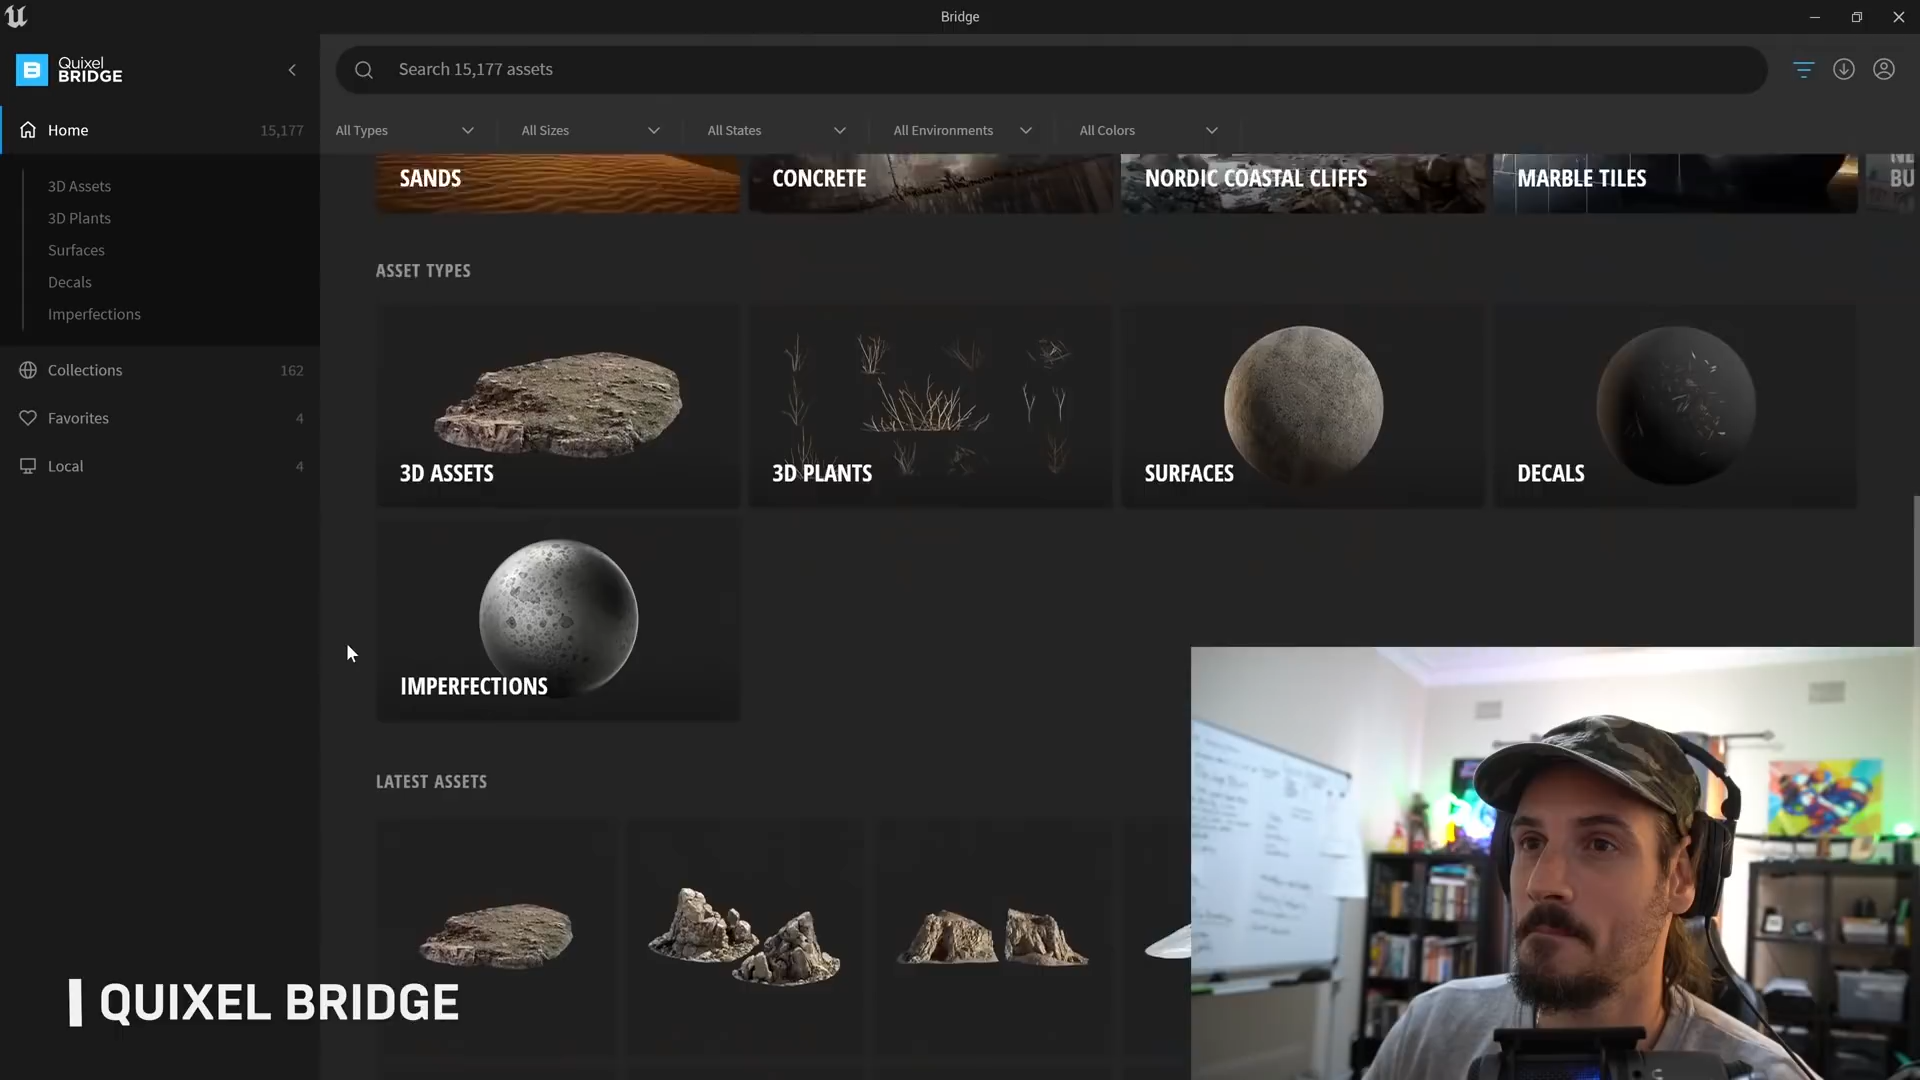 Bridge
Quixel
BRIDGE
Search 15,177 assets
Home 15,177
3D Assets
3D Plants
Surfaces
Decals
Imperfections
Collections 162
Favorites 4
Local 4
All Types
All Sizes
All States
All Environments
All Colors
SANDS
CONCRETE
NORDIC COASTAL CLIFFS
MARBLE TILES
BU
ASSET TYPES
3D ASSETS
3D PLANTS
SURFACES
DECALS
IMPERFECTIONS
LATEST ASSETS
QUIXEL BRIDGE